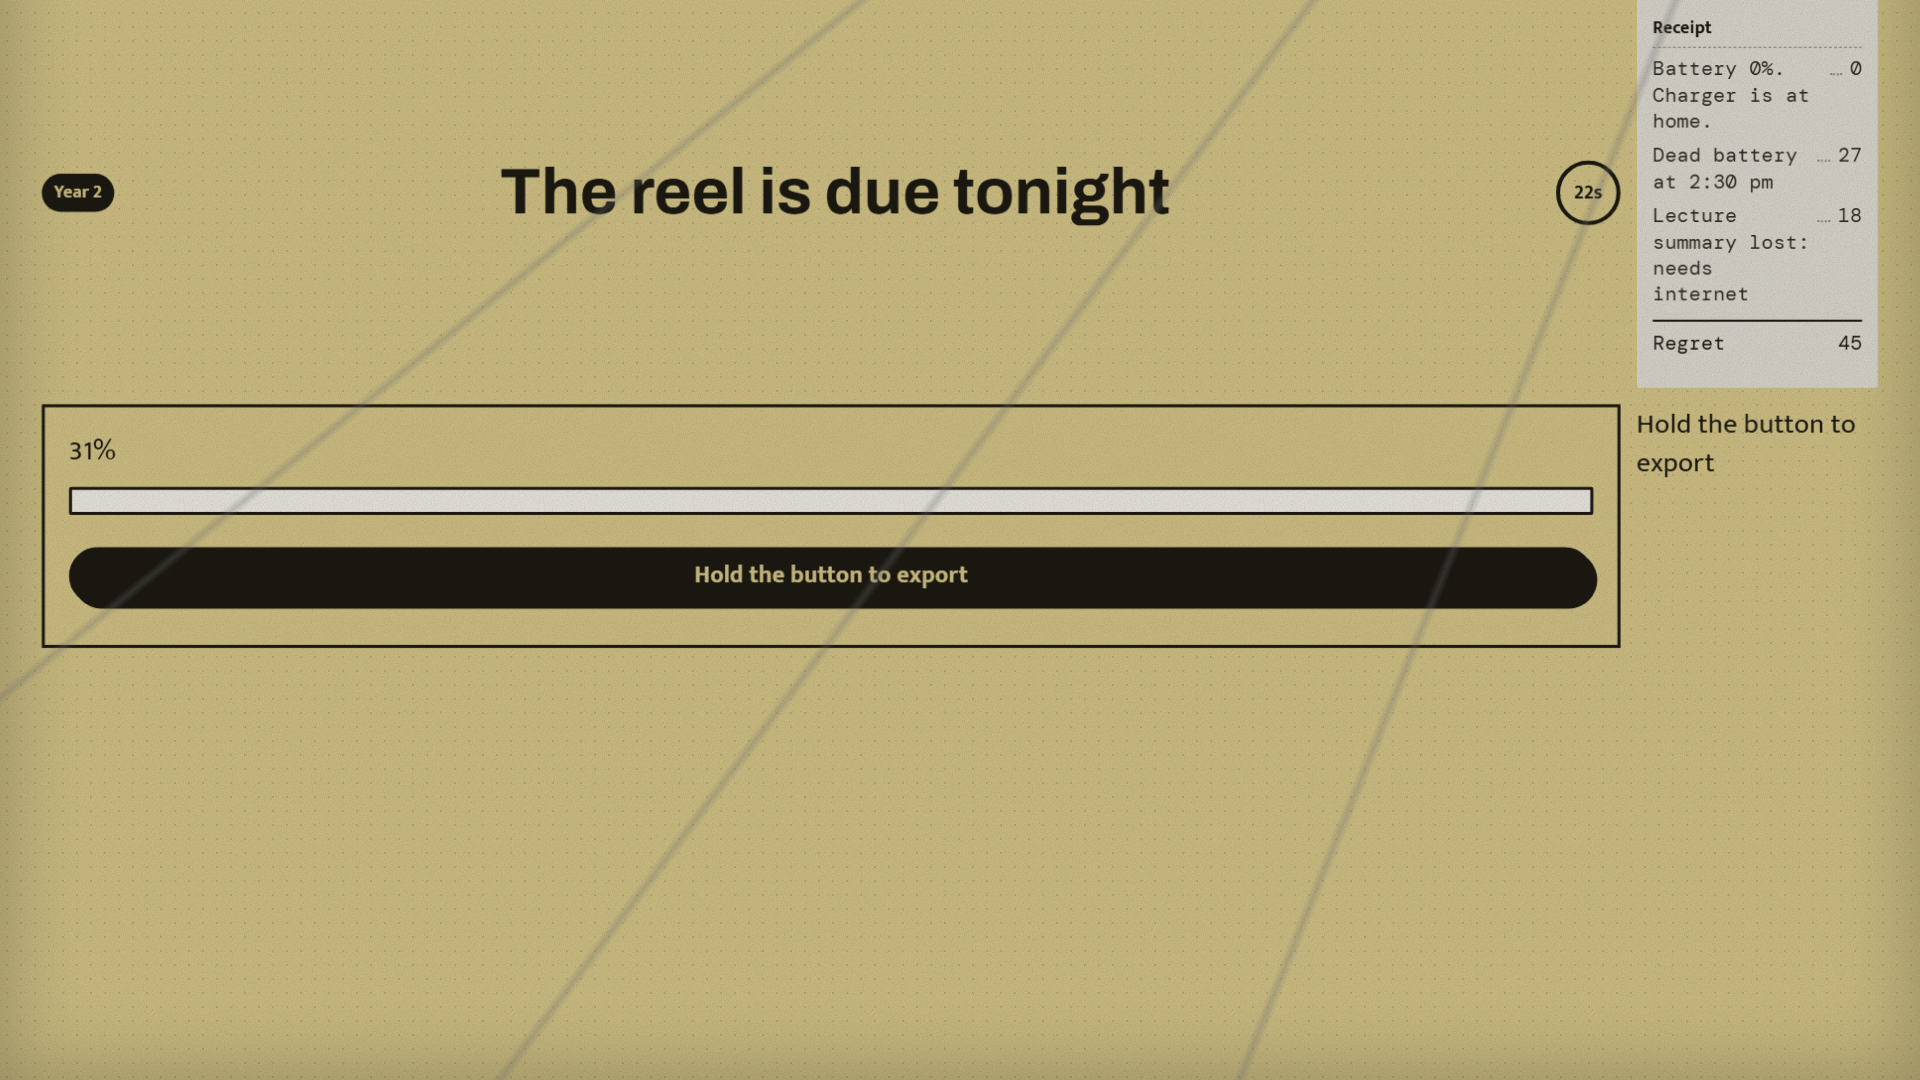 Receipt
Battery 0%. .... 0
Charger is at
home.
Dead battery .... 27
at 2:30 pm
Lecture .... 18
summary lost:
needs
internet
Regret 45
Year 2
The reel is due tonight
22s
31%
Hold the button to export
Hold the button to
export